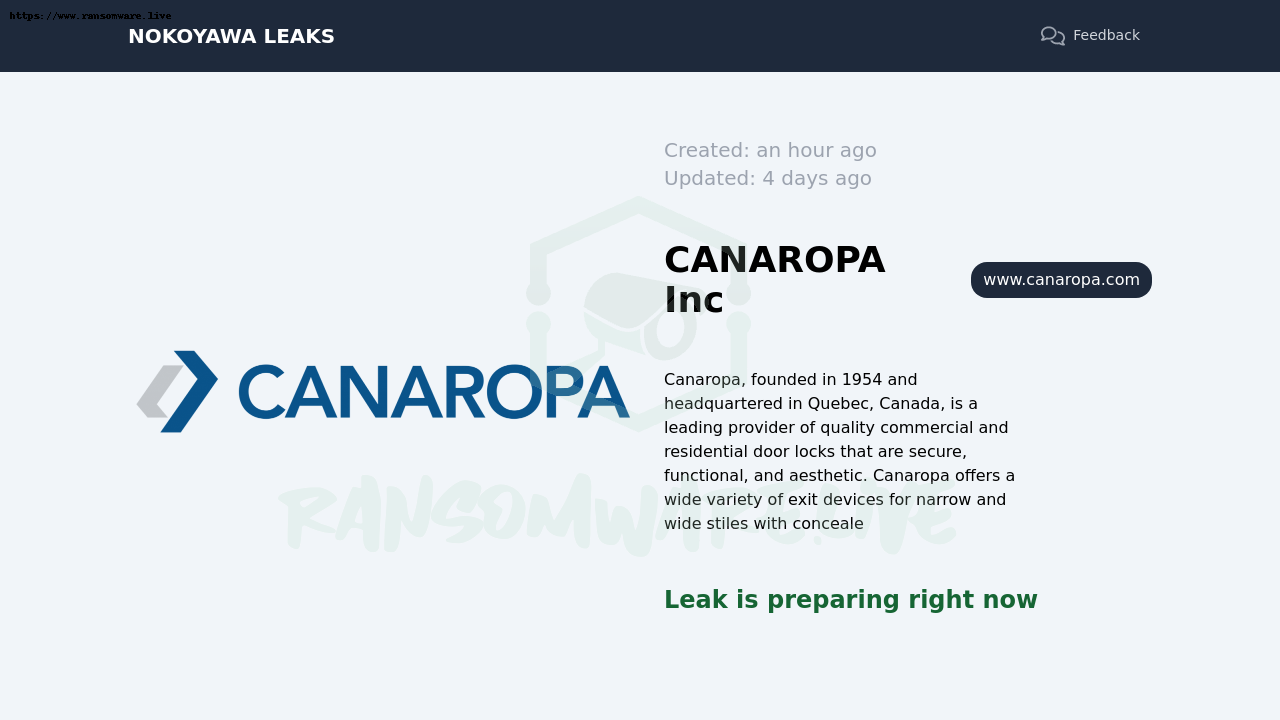 https://www.ransomware.live
NOKOYAWA LEAKS
Feedback
Created: an hour ago
Updated: 4 days ago
CANAROPA
Inc
www.canaropa.com
CANAROPA
Canaropa, founded in 1954 and
headquartered in Quebec, Canada, is a
leading provider of quality commercial and
residential door locks that are secure,
functional, and aesthetic. Canaropa offers a
wide variety of exit devices for narrow and
wide stiles with conceale
RANSOMWARE.LIVE
Leak is preparing right now